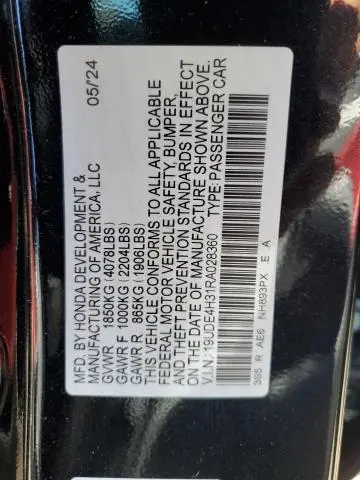 MFD. BY HONDA DEVELOPMENT & 05/24
MANUFACTURING OF AMERICA, LLC
GVWR 1850KG (4078LBS)
GAWR F 1000KG (2204LBS)
GAWR R 865KG (1906LBS)
THIS VEHICLE CONFORMS TO ALL APPLICABLE
FEDERAL MOTOR VEHICLE SAFETY, BUMPER,
AND THEFT PREVENTION STANDARDS IN EFFECT
ON THE DATE OF MANUFACTURE SHOWN ABOVE.
V.I.N.: 19UDE4H31RA028360 TYPE: PASSENGER CAR
3S5 R AE6 NH893PX E A